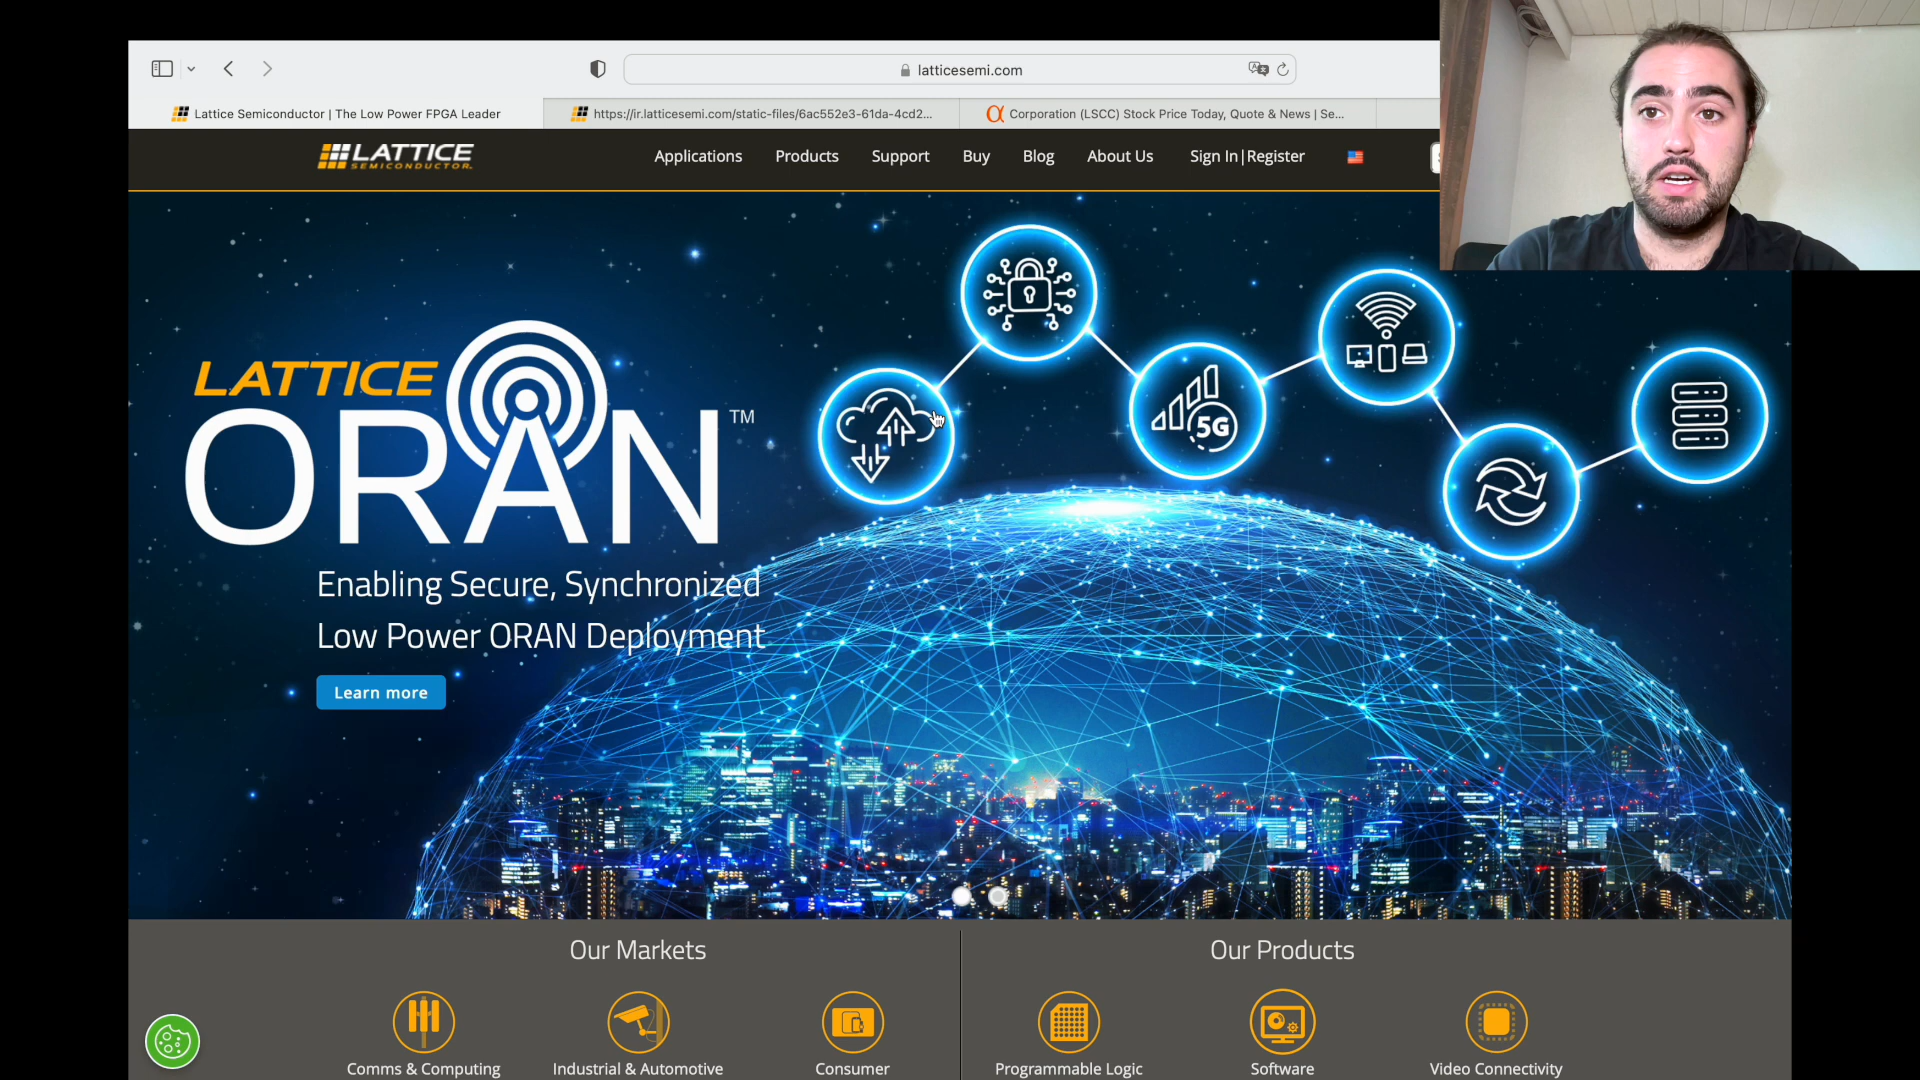 latticesemi.com
Lattice Semiconductor | The Low Power FPGA Leader
https://ir.latticesemi.com/static-files/6ac552e3-61da-4cd2...
Corporation (LSCC) Stock Price Today, Quote & News | Se...
LATTICE
SEMICONDUCTOR.
Applications Products Support Buy Blog About Us Sign In|Register
LATTICE
ORAN™
5G
Enabling Secure, Synchronized
Low Power ORAN Deployment
Learn more
Our Markets
Our Products
Comms & Computing
Industrial & Automotive
Consumer
Programmable Logic
Software
Video Connectivity